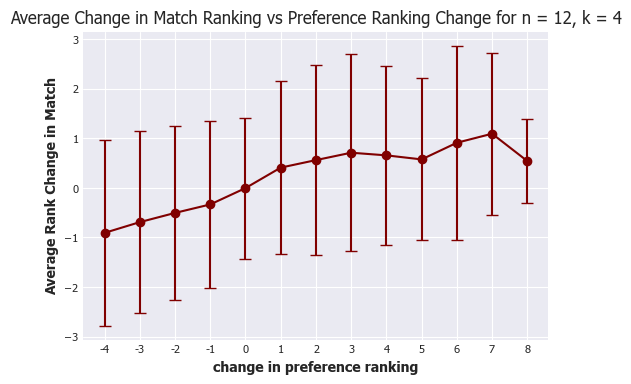 Average Change in Match Ranking vs Preference Ranking Change for n = 12, k = 4
Average Rank Change in Match
3
2
1
0
−1
−2
−3
-4 -3 -2 -1 0 1 2 3 4 5 6 7 8
change in preference ranking